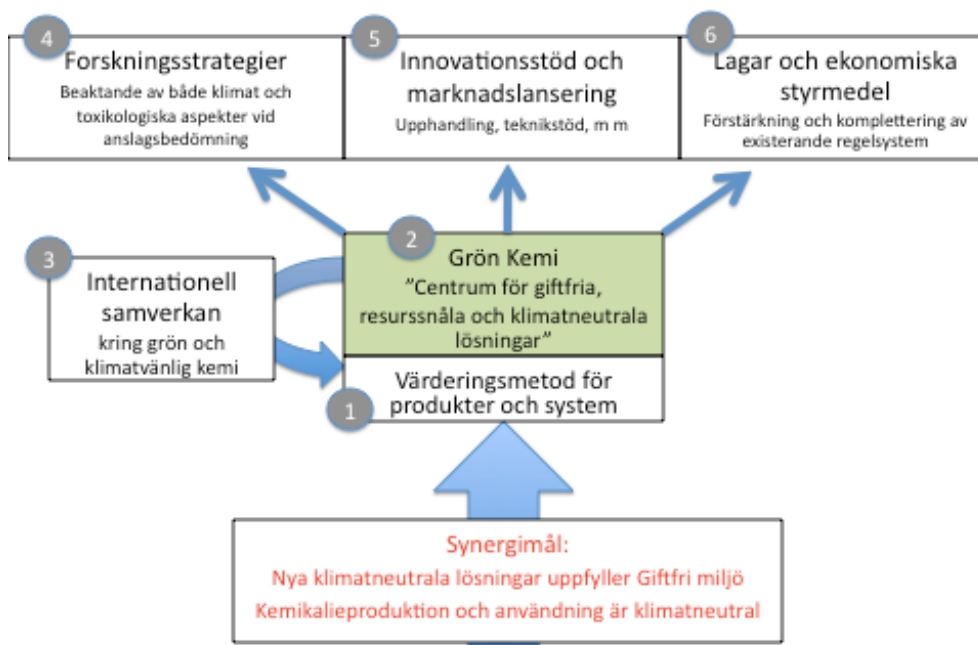 4
Forskningsstrategier
Beaktande av både klimat och
toxikologiska aspekter vid
anslagsbedömning
5
Innovationsstöd och
marknadslansering
Upphandling, teknikstöd, m m
6
Lagar och ekonomiska
styrmedel
Förstärkning och komplettering av
existerande regelsystem
3
Internationell
samverkan
kring grön och
klimatvänlig kemi
2
Grön Kemi
”Centrum för giftfria,
resurssnåla och klimatneutrala
lösningar”
1
Värderingsmetod för
produkter och system
Synergimål:
Nya klimatneutrala lösningar uppfyller Giftfri miljö
Kemikalieproduktion och användning är klimatneutral